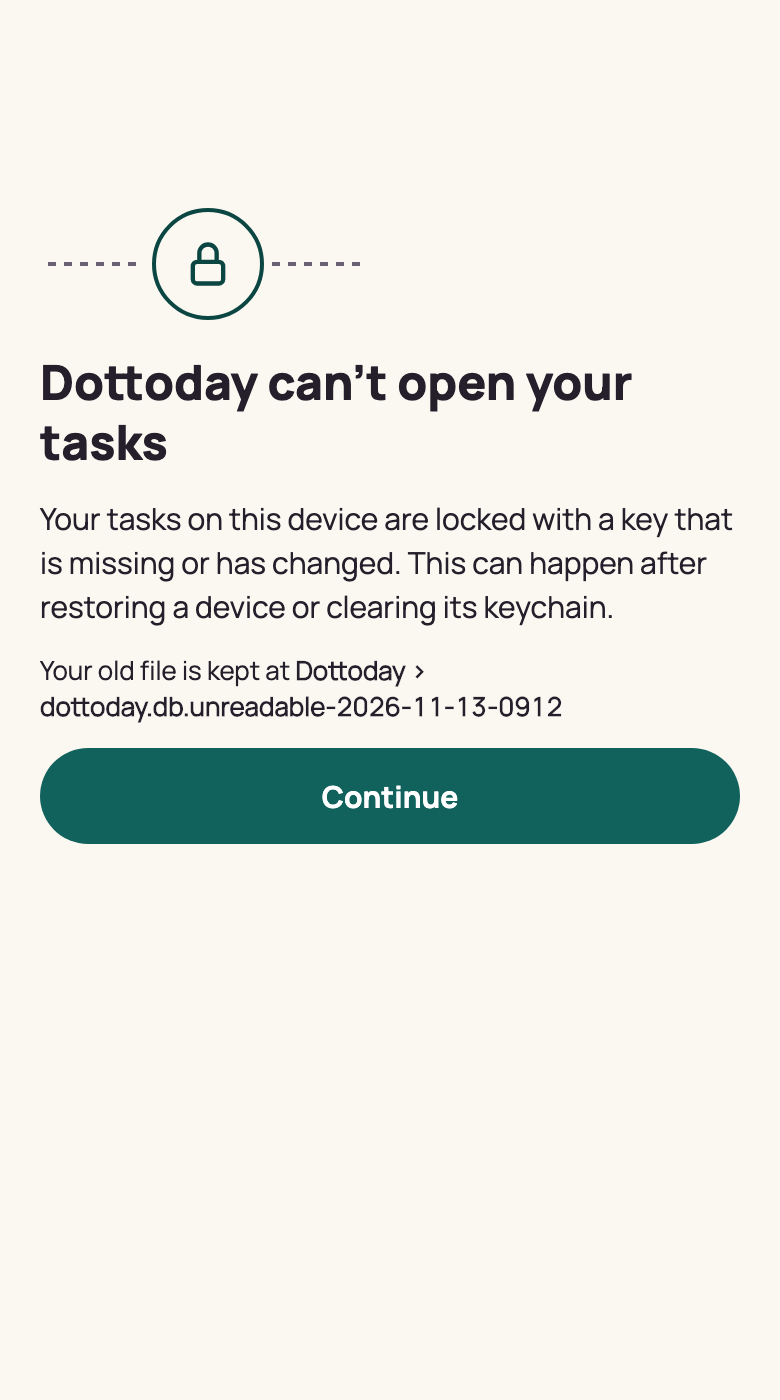 Dottoday can’t open your
tasks
Your tasks on this device are locked with a key that
is missing or has changed. This can happen after
restoring a device or clearing its keychain.
Your old file is kept at Dottoday ›
dottoday.db.unreadable-2026-11-13-0912
Continue